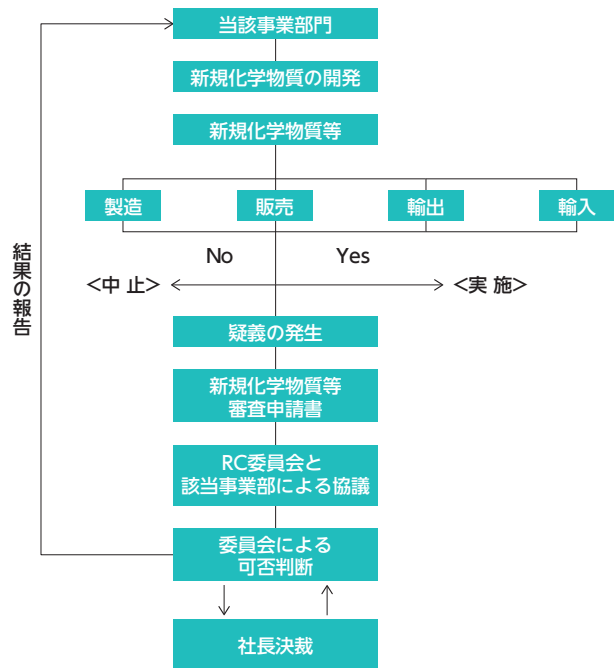 当該事業部門
新規化学物質の開発
新規化学物質等
製造
販売
輸出
輸入
No
Yes
<中 止>
<実 施>
結果の報告
疑義の発生
新規化学物質等
審査申請書
RC委員会と
該当事業部による協議
委員会による
可否判断
社長決裁